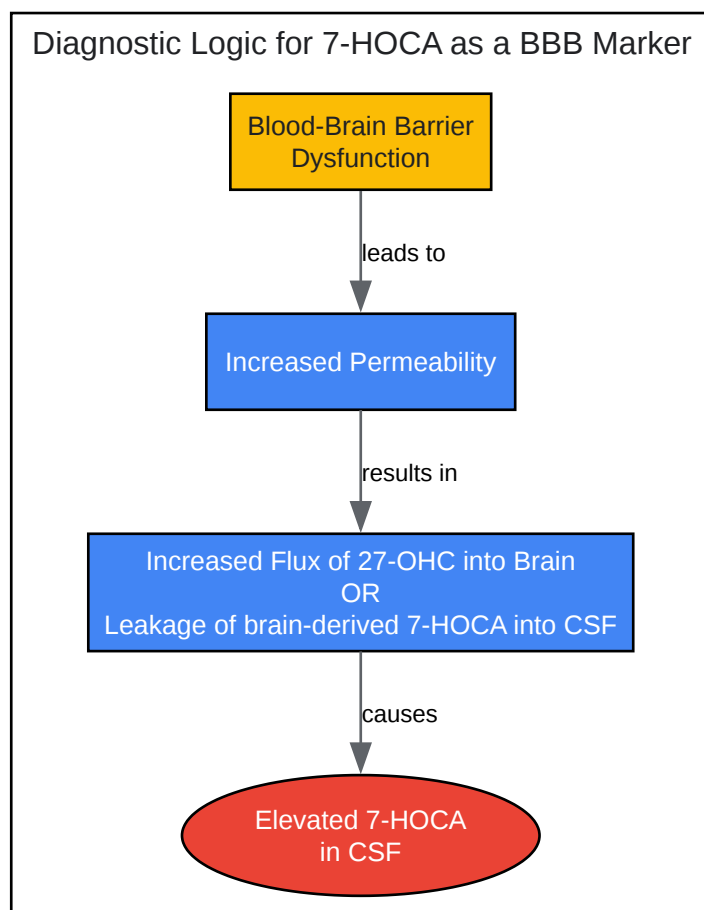 Diagnostic Logic for 7-HOCA as a BBB Marker
Blood-Brain Barrier
Dysfunction
leads to
Increased Permeability
results in
Increased Flux of 27-OHC into Brain
OR
Leakage of brain-derived 7-HOCA into CSF
causes
Elevated 7-HOCA
in CSF